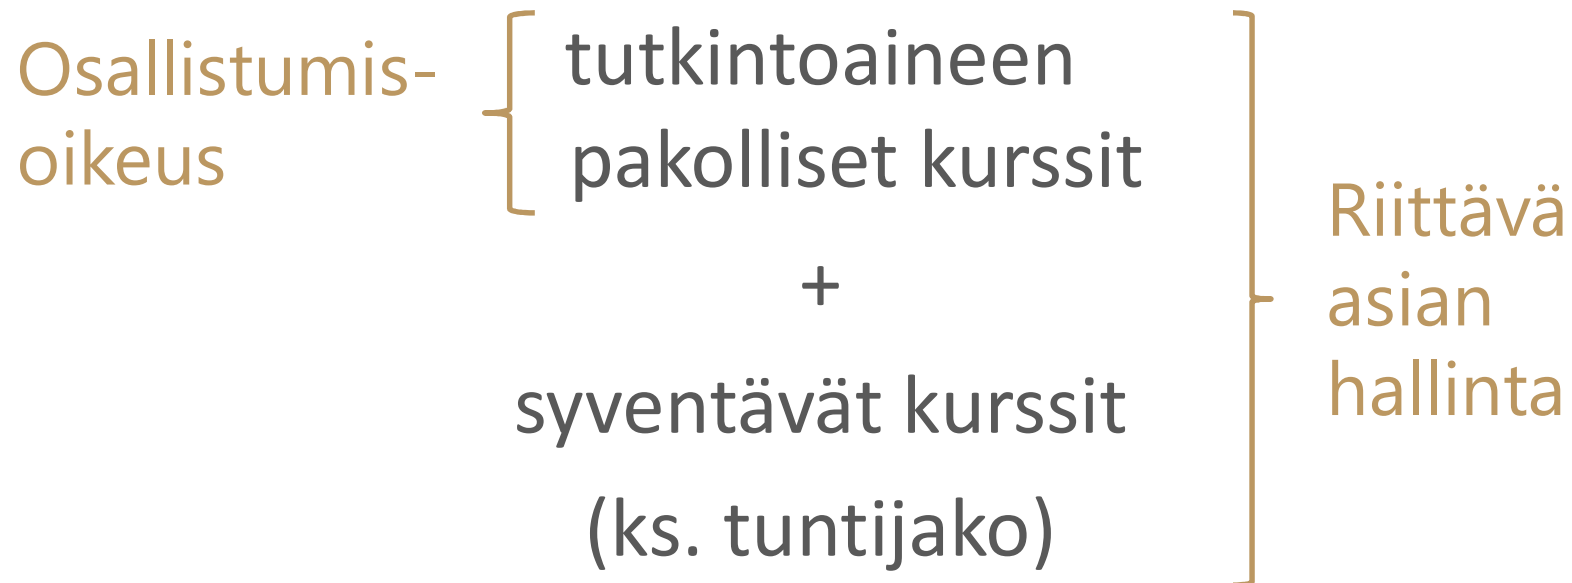 Osallistumis-
oikeus
tutkintoaineen
pakolliset kurssit
+
syventävät kurssit
(ks. tuntijako)
Riittävä
asian
hallinta